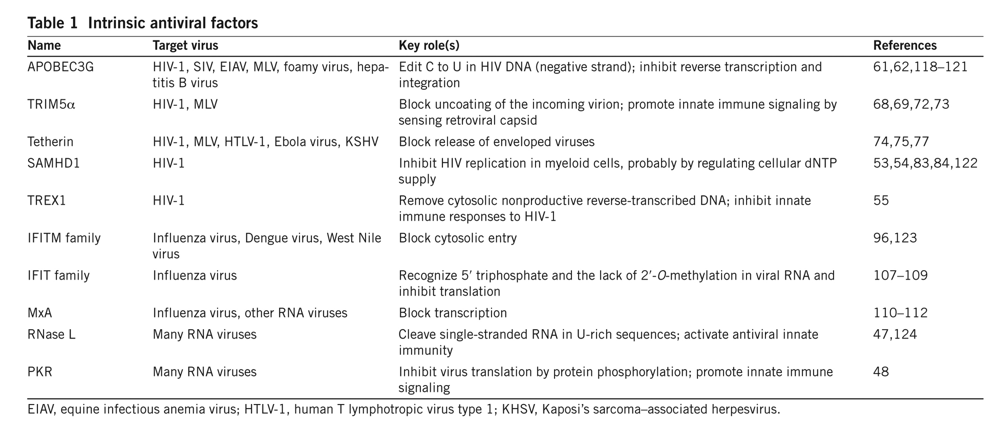 Table 1 Intrinsic antiviral factors
Name Target virus Key role(s) References
APOBEC3G HIV-1, SIV, EIAV, MLV, foamy virus, hepa- Edit C to U in HIV DNA (negative strand); inhibit reverse transcription and 61,62,118–121
titis B virus integration
TRIM5α HIV-1, MLV Block uncoating of the incoming virion; promote innate immune signaling by 68,69,72,73
sensing retroviral capsid
Tetherin HIV-1, MLV, HTLV-1, Ebola virus, KSHV Block release of enveloped viruses 74,75,77
SAMHD1 HIV-1 Inhibit HIV replication in myeloid cells, probably by regulating cellular dNTP 53,54,83,84,122
supply
TREX1 HIV-1 Remove cytosolic nonproductive reverse-transcribed DNA; inhibit innate 55
immune responses to HIV-1
IFITM family Influenza virus, Dengue virus, West Nile Block cytosolic entry 96,123
virus
IFIT family Influenza virus Recognize 5′ triphosphate and the lack of 2′-O-methylation in viral RNA and 107–109
inhibit translation
MxA Influenza virus, other RNA viruses Block transcription 110–112
RNase L Many RNA viruses Cleave single-stranded RNA in U-rich sequences; activate antiviral innate 47,124
immunity
PKR Many RNA viruses Inhibit virus translation by protein phosphorylation; promote innate immune 48
signaling
EIAV, equine infectious anemia virus; HTLV-1, human T lymphotropic virus type 1; KHSV, Kaposi’s sarcoma–associated herpesvirus.